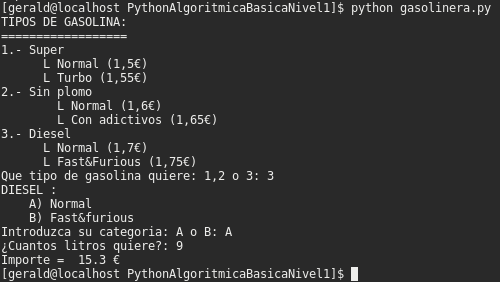 [gerald@localhost PythonAlgoritmicaBasicaNivel1]$ python gasolinera.py
TIPOS DE GASOLINA:
==================
1.- Super
L Normal (1,5€)
L Turbo (1,55€)
2.- Sin plomo
L Normal (1,6€)
L Con adictivos (1,65€)
3.- Diesel
L Normal (1,7€)
L Fast&Furious (1,75€)
Que tipo de gasolina quiere: 1,2 o 3: 3
DIESEL :
A) Normal
B) Fast&furious
Introduzca su categoria: A o B: A
¿Cuantos litros quiere?: 9
Importe =  15.3 €
[gerald@localhost PythonAlgoritmicaBasicaNivel1]$